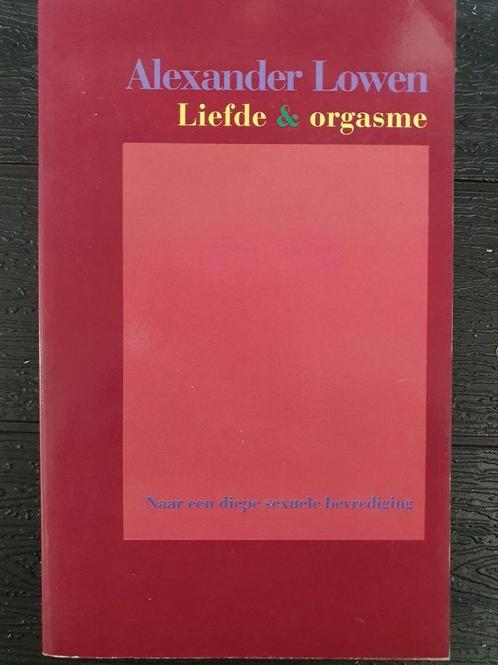 Alexander Lowen
Liefde & orgasme
Naar een diepe sexuele bevrediging